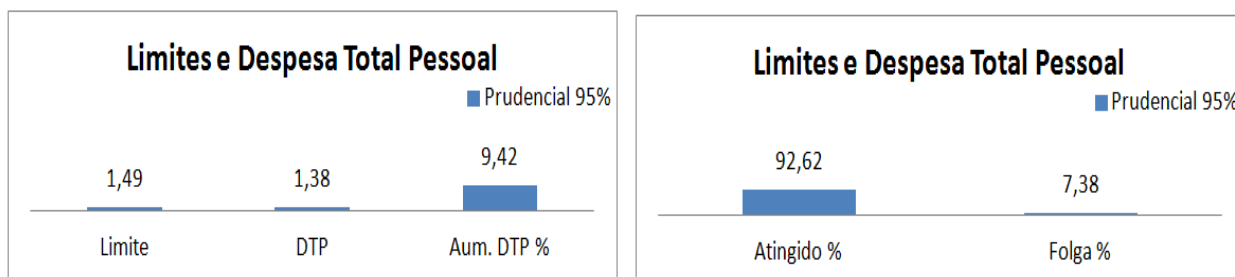 Limites e Despesa Total Pessoal
Prudencial 95%
1,49 1,38 9,42
Limite DTP Aum. DTP %
Limites e Despesa Total Pessoal
Prudencial 95%
92,62 7,38
Atingido % Folga %